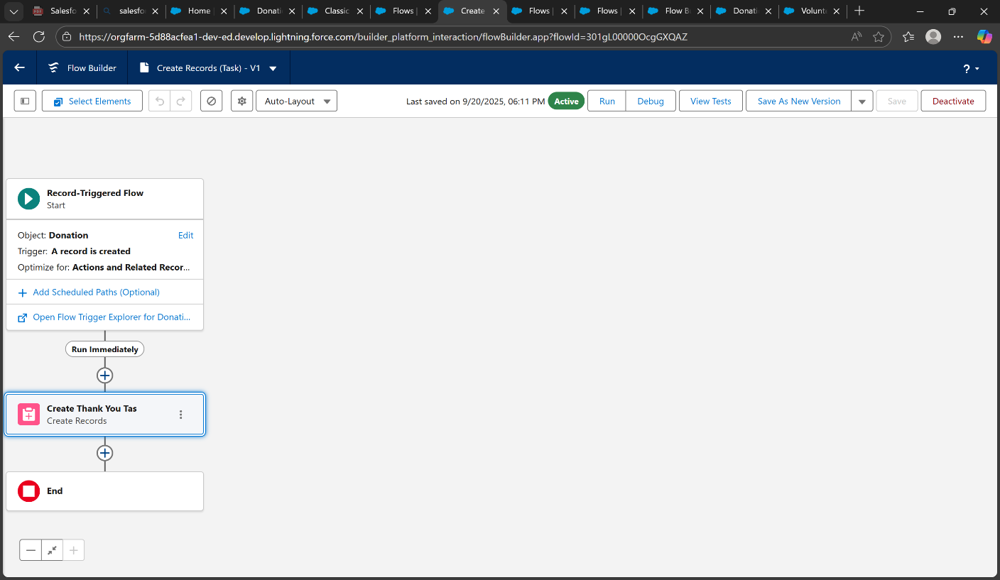 Salesfo
salesfo
Home
Donati
Classic
Flows |
Create
Flows |
Flows |
Flow B
Donati
Volunt
https://orgfarm-5d88acfea1-dev-ed.develop.lightning.force.com/builder_platform_interaction/flowBuilder.app?flowId=301gL00000OcgGXQAZ
Flow Builder
Create Records (Task) - V1
?
Select Elements
Auto-Layout
Last saved on 9/20/2025, 06:11 PM
Active
Run
Debug
View Tests
Save As New Version
Save
Deactivate
Record-Triggered Flow
Start
Object: Donation
Edit
Trigger: A record is created
Optimize for: Actions and Related Recor...
Add Scheduled Paths (Optional)
Open Flow Trigger Explorer for Donati...
Run Immediately
Create Thank You Tas
Create Records
End